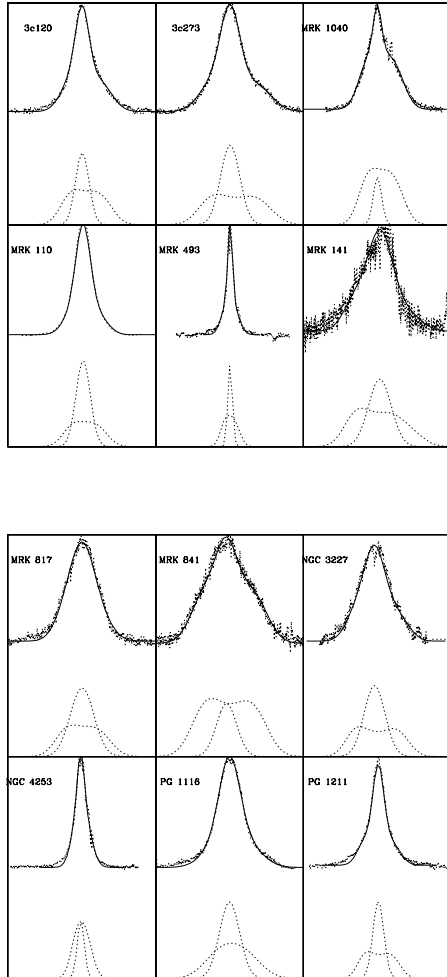 3c120
3c273
MRK 1040
MRK 110
MRK 493
MRK 141
MRK 817
MRK 841
NGC 3227
NGC 4253
PG 1116
PG 1211